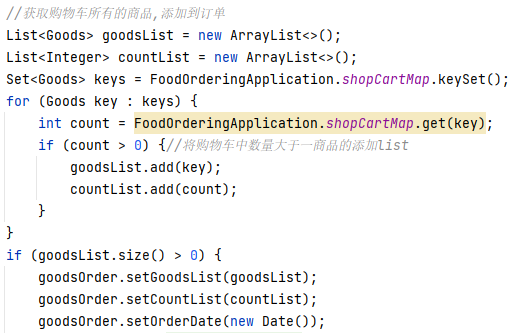 //获取购物车所有的商品,添加到订单
List<Goods> goodsList = new ArrayList<>();
List<Integer> countList = new ArrayList<>();
Set<Goods> keys = FoodOrderingApplication.shopCartMap.keySet();
for (Goods key : keys) {
    int count = FoodOrderingApplication.shopCartMap.get(key);
    if (count > 0) {//将购物车中数量大于一商品的添加list
        goodsList.add(key);
        countList.add(count);
    }
}
if (goodsList.size() > 0) {
    goodsOrder.setGoodsList(goodsList);
    goodsOrder.setCountList(countList);
    goodsOrder.setOrderDate(new Date());